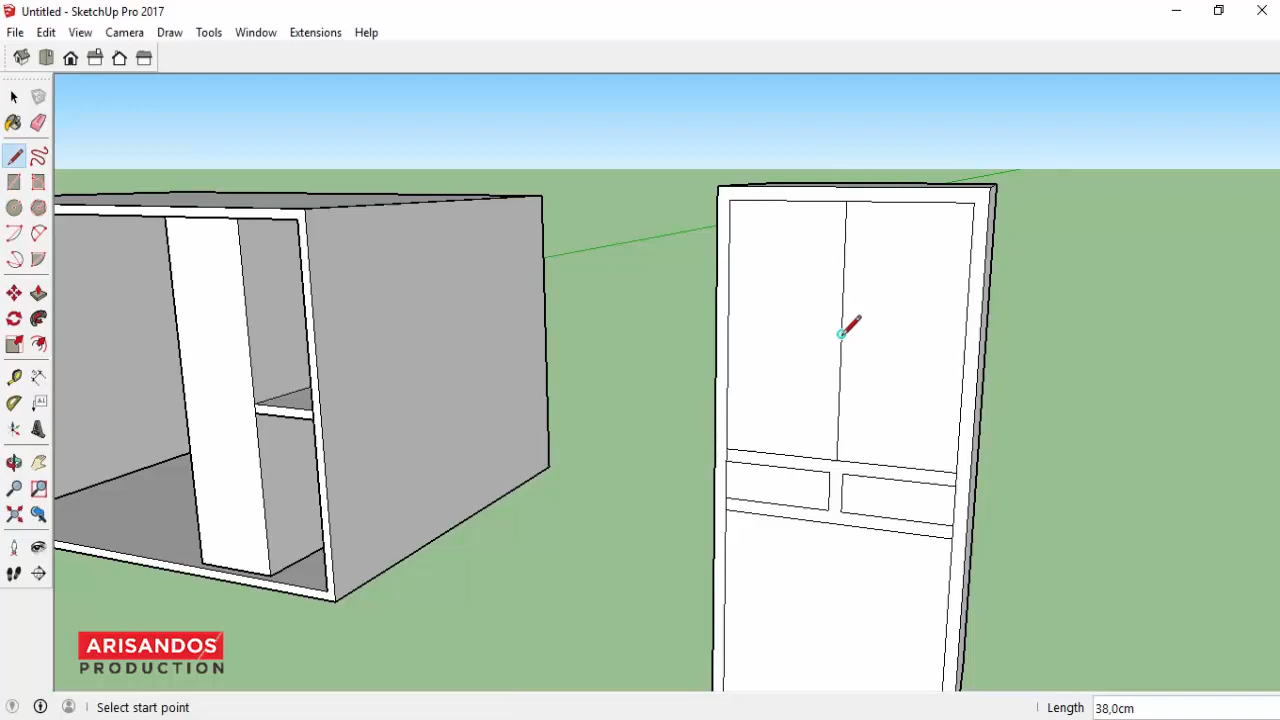 Untitled - SketchUp Pro 2017
File Edit View Camera Draw Tools Window Extensions Help
ARISANDOS
PRODUCTION
Select start point
Length 38,0cm